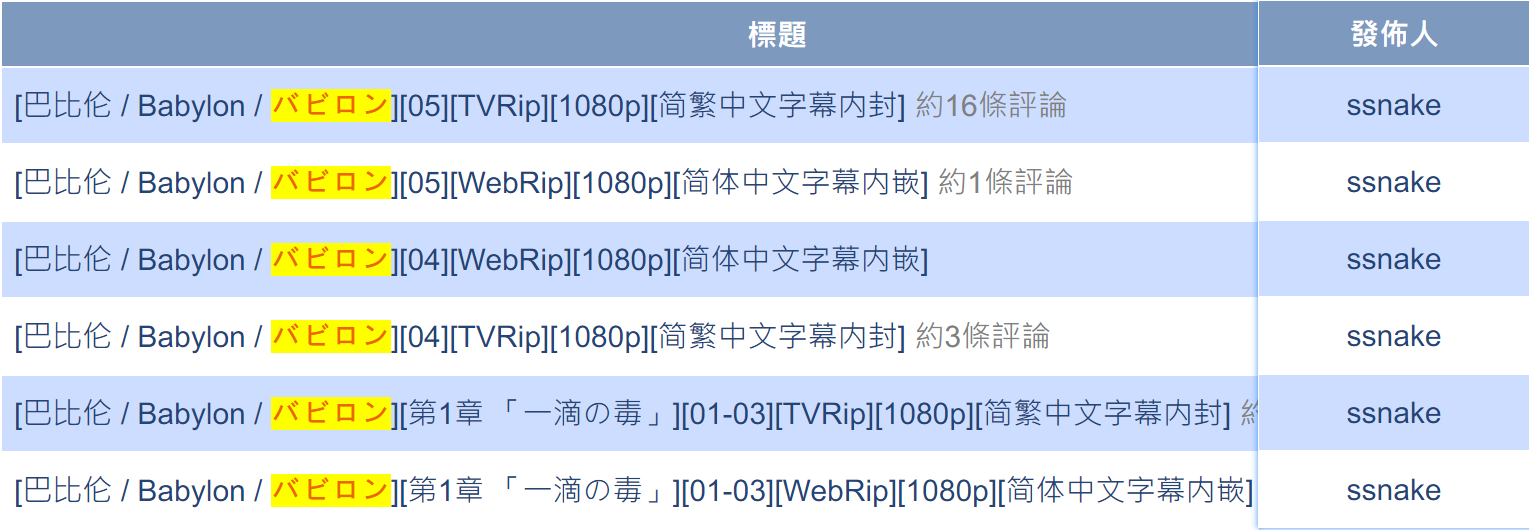 標題 發佈人
[巴比伦 / Babylon / バビロン][05][TVRip][1080p][简繁中文字幕内封] 約16條評論 ssnake
[巴比伦 / Babylon / バビロン][05][WebRip][1080p][简体中文字幕内嵌] 約1條評論 ssnake
[巴比伦 / Babylon / バビロン][04][WebRip][1080p][简体中文字幕内嵌] ssnake
[巴比伦 / Babylon / バビロン][04][TVRip][1080p][简繁中文字幕内封] 約3條評論 ssnake
[巴比伦 / Babylon / バビロン][第1章 「一滴の毒」][01-03][TVRip][1080p][简繁中文字幕内封] ssnake
[巴比伦 / Babylon / バビロン][第1章 「一滴の毒」][01-03][WebRip][1080p][简体中文字幕内嵌] ssnake